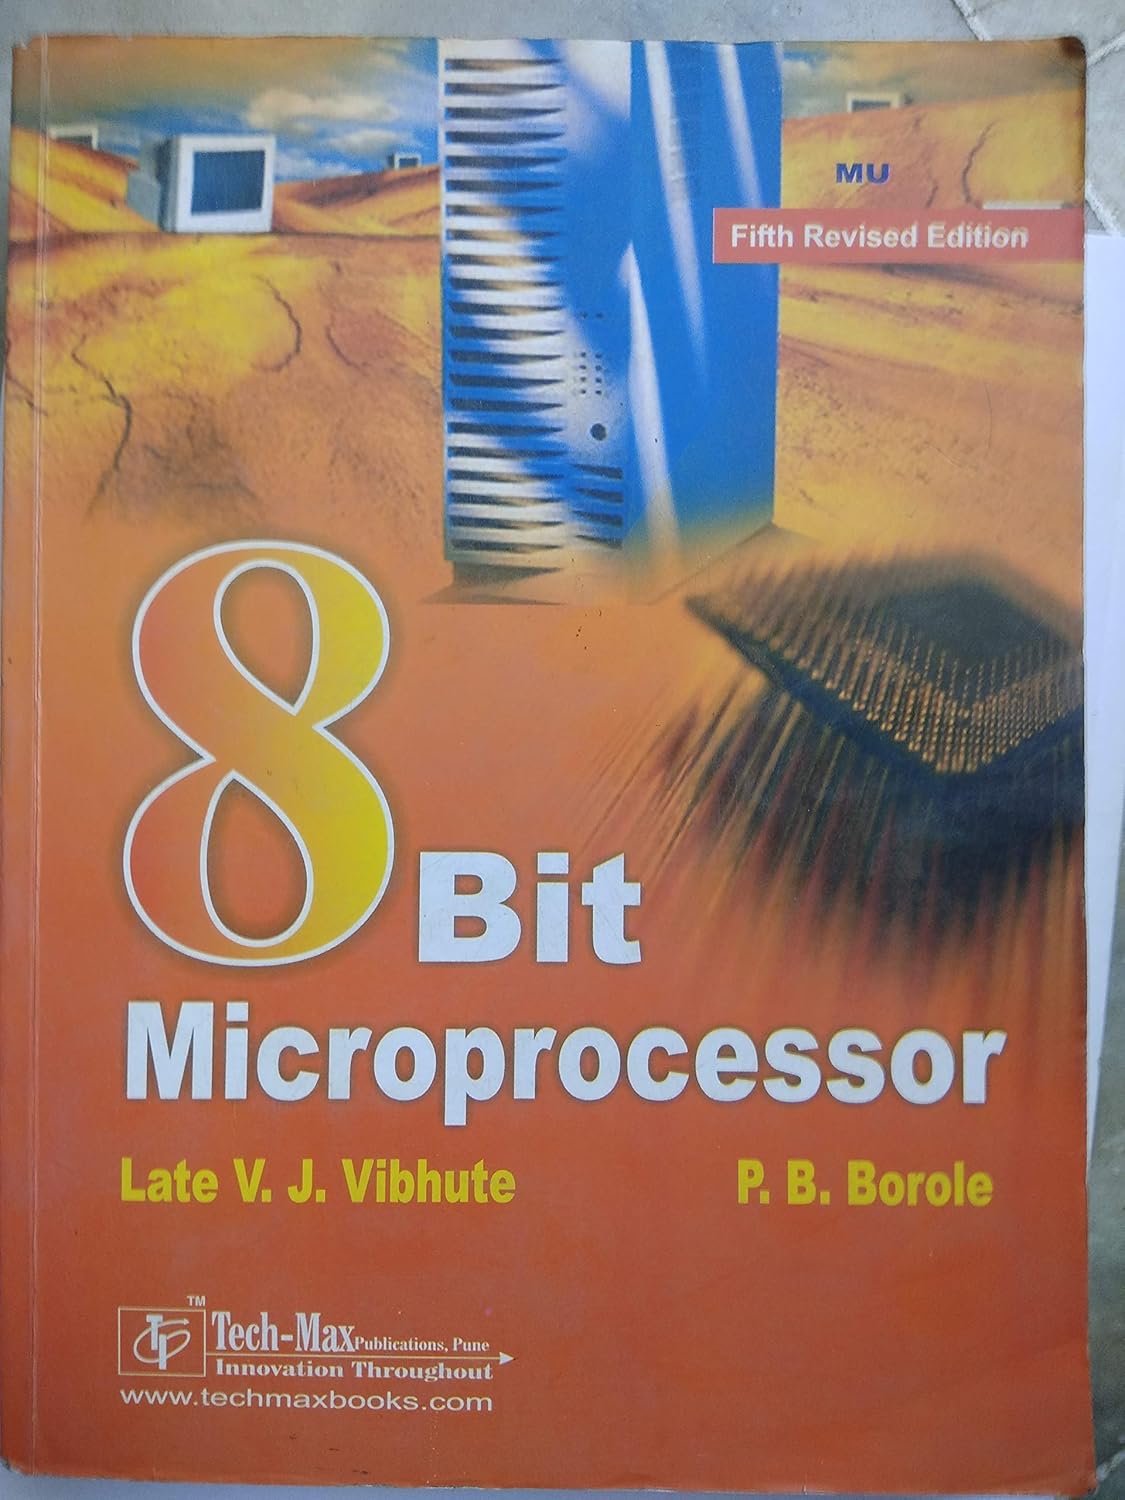 MU
Fifth Revised Edition
8 Bit
Microprocessor
Late V. J. Vibhute P. B. Borole
TM
Tech-Max Publications, Pune
Innovation Throughout
www.techmaxbooks.com